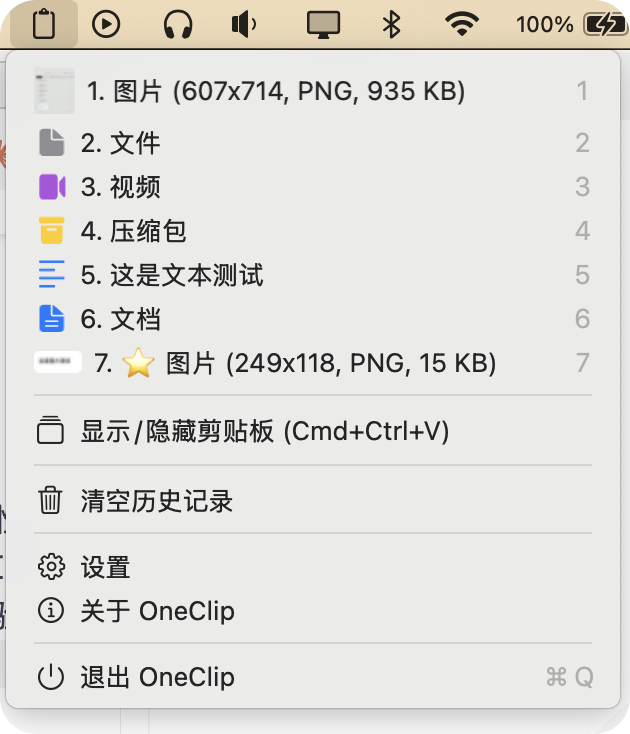 100%
1. 图片 (607x714, PNG, 935 KB) 1
2. 文件 2
3. 视频 3
4. 压缩包 4
5. 这是文本测试 5
6. 文档 6
7. ⭐ 图片 (249x118, PNG, 15 KB) 7
显示/隐藏剪贴板 (Cmd+Ctrl+V)
清空历史记录
设置
关于 OneClip
退出 OneClip ⌘ Q